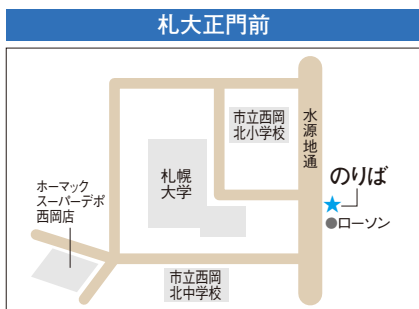 札大正門前
市立西岡
北小学校
水源地通
札幌
大学
のりば
ローソン
ホーマック
スーパーデポ
西岡店
市立西岡
北中学校